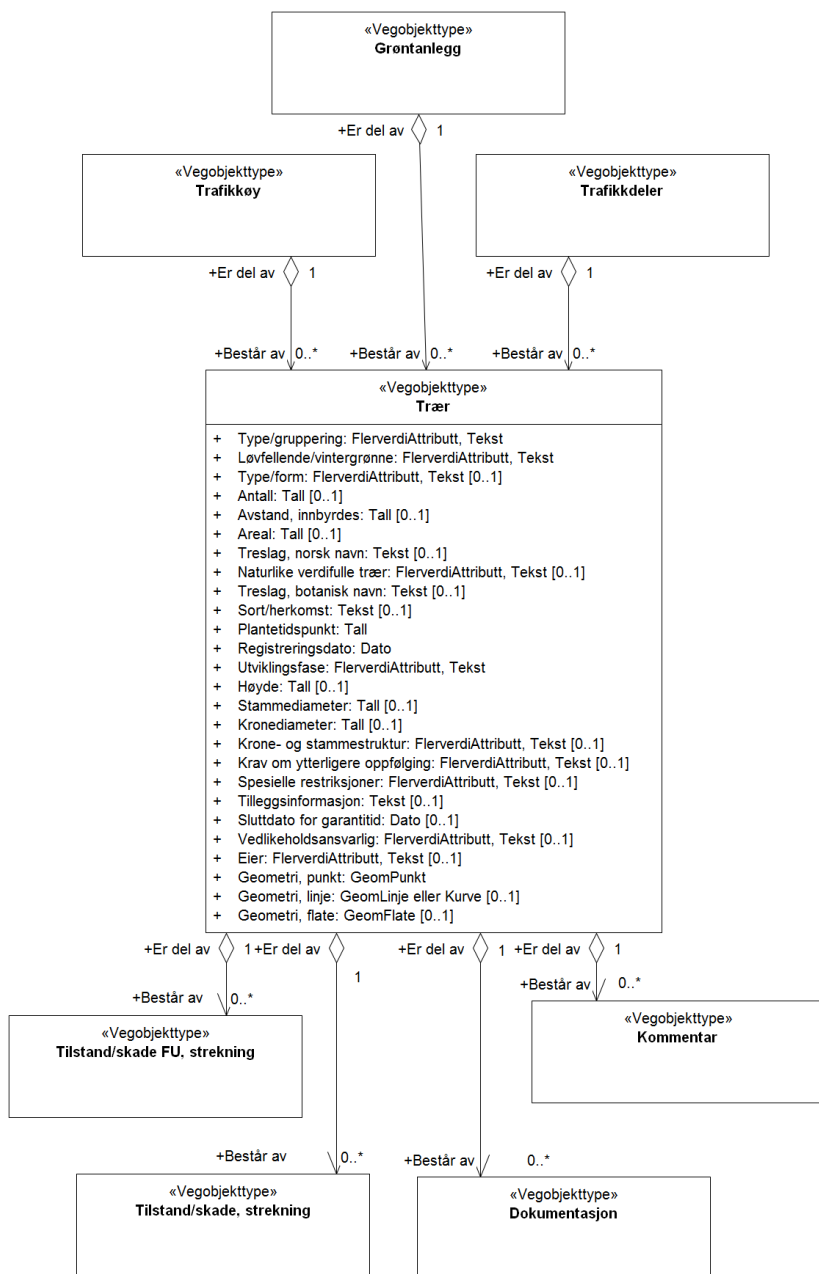 «Vegobjekttype»
Grøntanlegg
+Er del av 1
«Vegobjekttype»
Trafikkøy
«Vegobjekttype»
Trafikkdeler
+Er del av 1
+Er del av 1
+Består av 0..*
+Består av 0..*
+Består av 0..*
«Vegobjekttype»
Trær
+ Type/gruppering: FlerverdiAttributt, Tekst
+ Løvfellende/vintergrønne: FlerverdiAttributt, Tekst
+ Type/form: FlerverdiAttributt, Tekst [0..1]
+ Antall: Tall [0..1]
+ Avstand, innbyrdes: Tall [0..1]
+ Areal: Tall [0..1]
+ Treslag, norsk navn: Tekst [0..1]
+ Naturlike verdifulle trær: FlerverdiAttributt, Tekst [0..1]
+ Treslag, botanisk navn: Tekst [0..1]
+ Sort/herkomst: Tekst [0..1]
+ Plantetidspunkt: Tall
+ Registreringsdato: Dato
+ Utviklingsfase: FlerverdiAttributt, Tekst
+ Høyde: Tall [0..1]
+ Stammediameter: Tall [0..1]
+ Kronediameter: Tall [0..1]
+ Krone- og stammestruktur: FlerverdiAttributt, Tekst [0..1]
+ Krav om ytterligere oppfølging: FlerverdiAttributt, Tekst [0..1]
+ Spesielle restriksjoner: FlerverdiAttributt, Tekst [0..1]
+ Tilleggsinformasjon: Tekst [0..1]
+ Sluttdato for garantitid: Dato [0..1]
+ Vedlikeholdsansvarlig: FlerverdiAttributt, Tekst [0..1]
+ Eier: FlerverdiAttributt, Tekst [0..1]
+ Geometri, punkt: GeomPunkt
+ Geometri, linje: GeomLinje eller Kurve [0..1]
+ Geometri, flate: GeomFlate [0..1]
+Er del av 1
+Er del av 1
+Er del av 1
+Er del av 1
+Består av 0..*
+Består av 0..*
«Vegobjekttype»
Tilstand/skade FU, strekning
«Vegobjekttype»
Kommentar
+Består av 0..*
+Består av 0..*
«Vegobjekttype»
Tilstand/skade, strekning
«Vegobjekttype»
Dokumentasjon